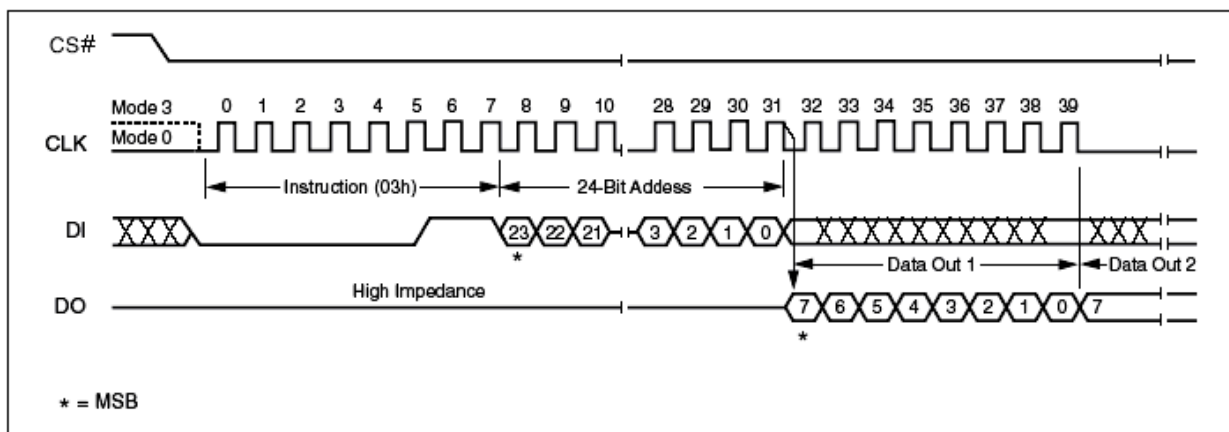 CS#
Mode 3 0 1 2 3 4 5 6 7 8 9 10 28 29 30 31 32 33 34 35 36 37 38 39
Mode 0
CLK
Instruction (03h) 24-Bit Addess
DI 23 22 21 3 2 1 0
*
Data Out 1 Data Out 2
High Impedance
DO 7 6 5 4 3 2 1 0 7
*
* = MSB